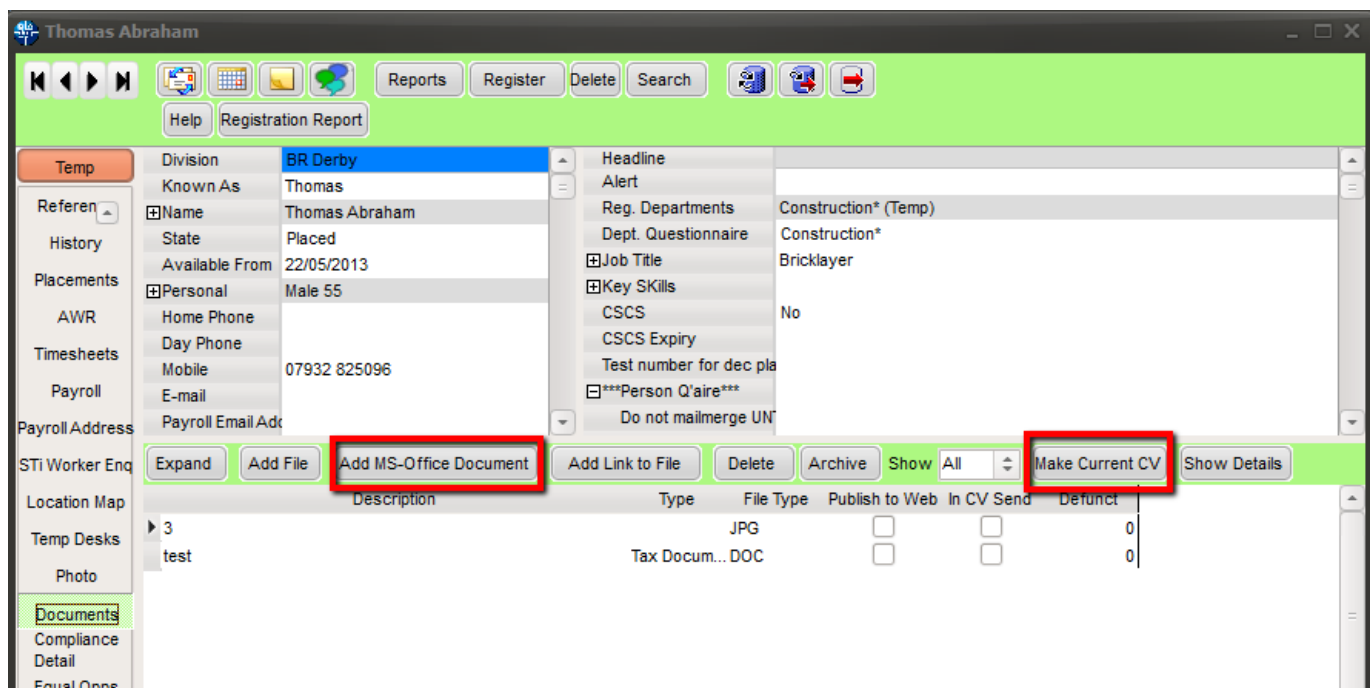 Thomas Abraham
Reports Register Delete Search
Help Registration Report
Temp
Referen
History
Placements
AWR
Timesheets
Payroll
Payroll Address
STi Worker Enq
Location Map
Temp Desks
Photo
Documents
Compliance
Detail
Equal Opps
Division BR Derby
Known As Thomas
Name Thomas Abraham
State Placed
Available From 22/05/2013
Personal Male 55
Home Phone
Day Phone
Mobile 07932 825096
E-mail
Payroll Email Add
Headline
Alert
Reg. Departments Construction* (Temp)
Dept. Questionnaire Construction*
Job Title Bricklayer
Key SKills
CSCS No
CSCS Expiry
Test number for dec pla
***Person Q'aire***
Do not mailmerge UNT
Expand Add File Add MS-Office Document Add Link to File Delete Archive Show All Make Current CV Show Details
Description Type File Type Publish to Web In CV Send Defunct
3 JPG 0
test Tax Docum... DOC 0